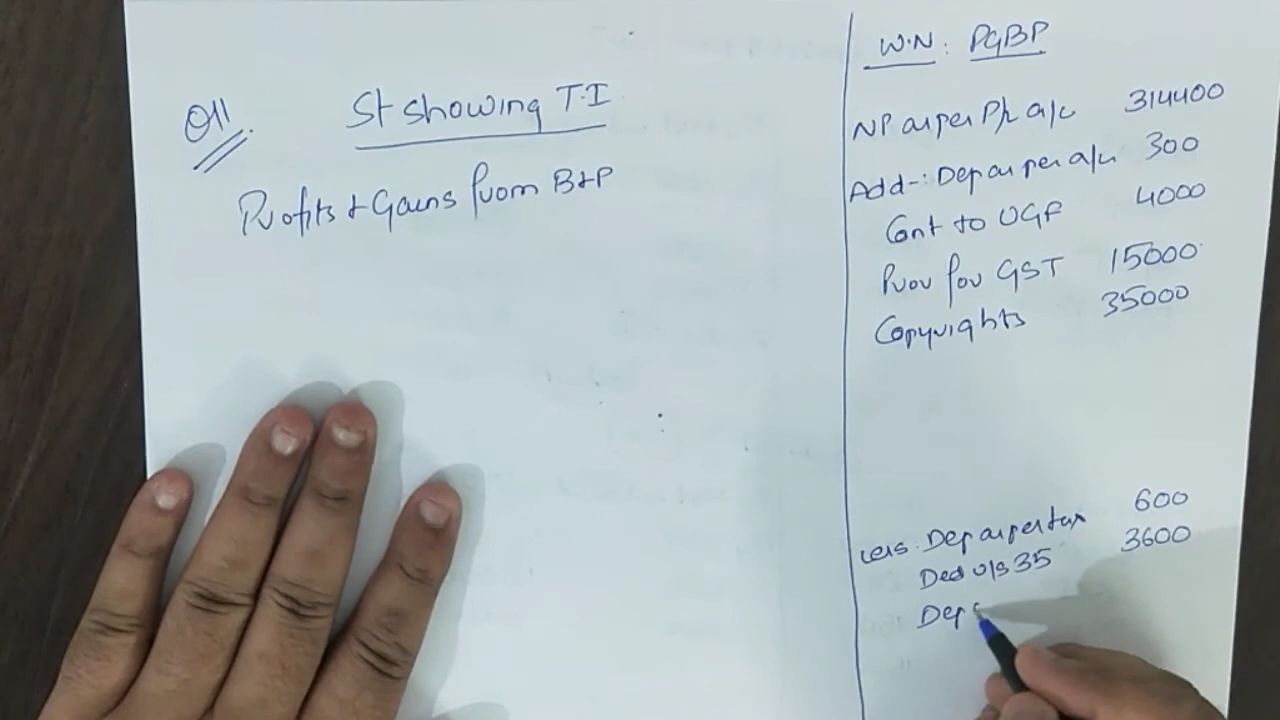 Q11. St showing T.I
Profits & Gains from B&P
W.N: PGBP
NP as per P/L a/c 314400
Add-: Dep as per a/c 300
Cont to UGF 4000
Prov for GST 15000
Copyrights 35000
Less: Dep as per tax 600
Ded u/s 35 3600
Dep